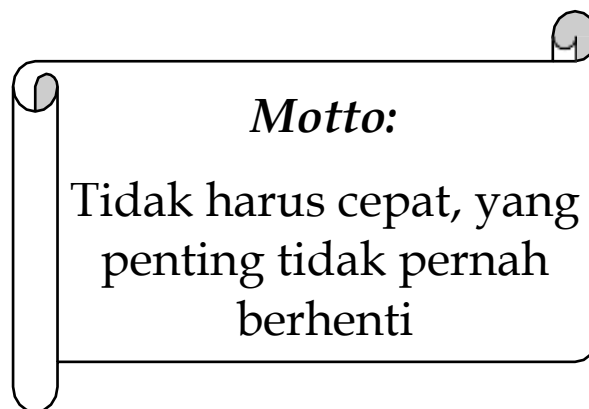 Motto:
Tidak harus cepat, yang
penting tidak pernah
berhenti